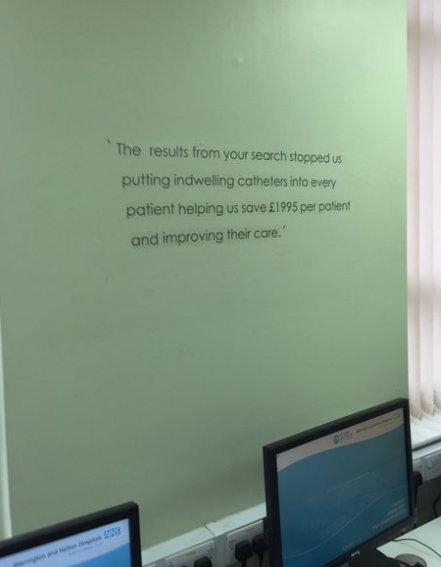 ‘ The results from your search stopped us
putting indwelling catheters into every
patient helping us save £1995 per patient
and improving their care.’
Warrington and Halton Hospitals NHS